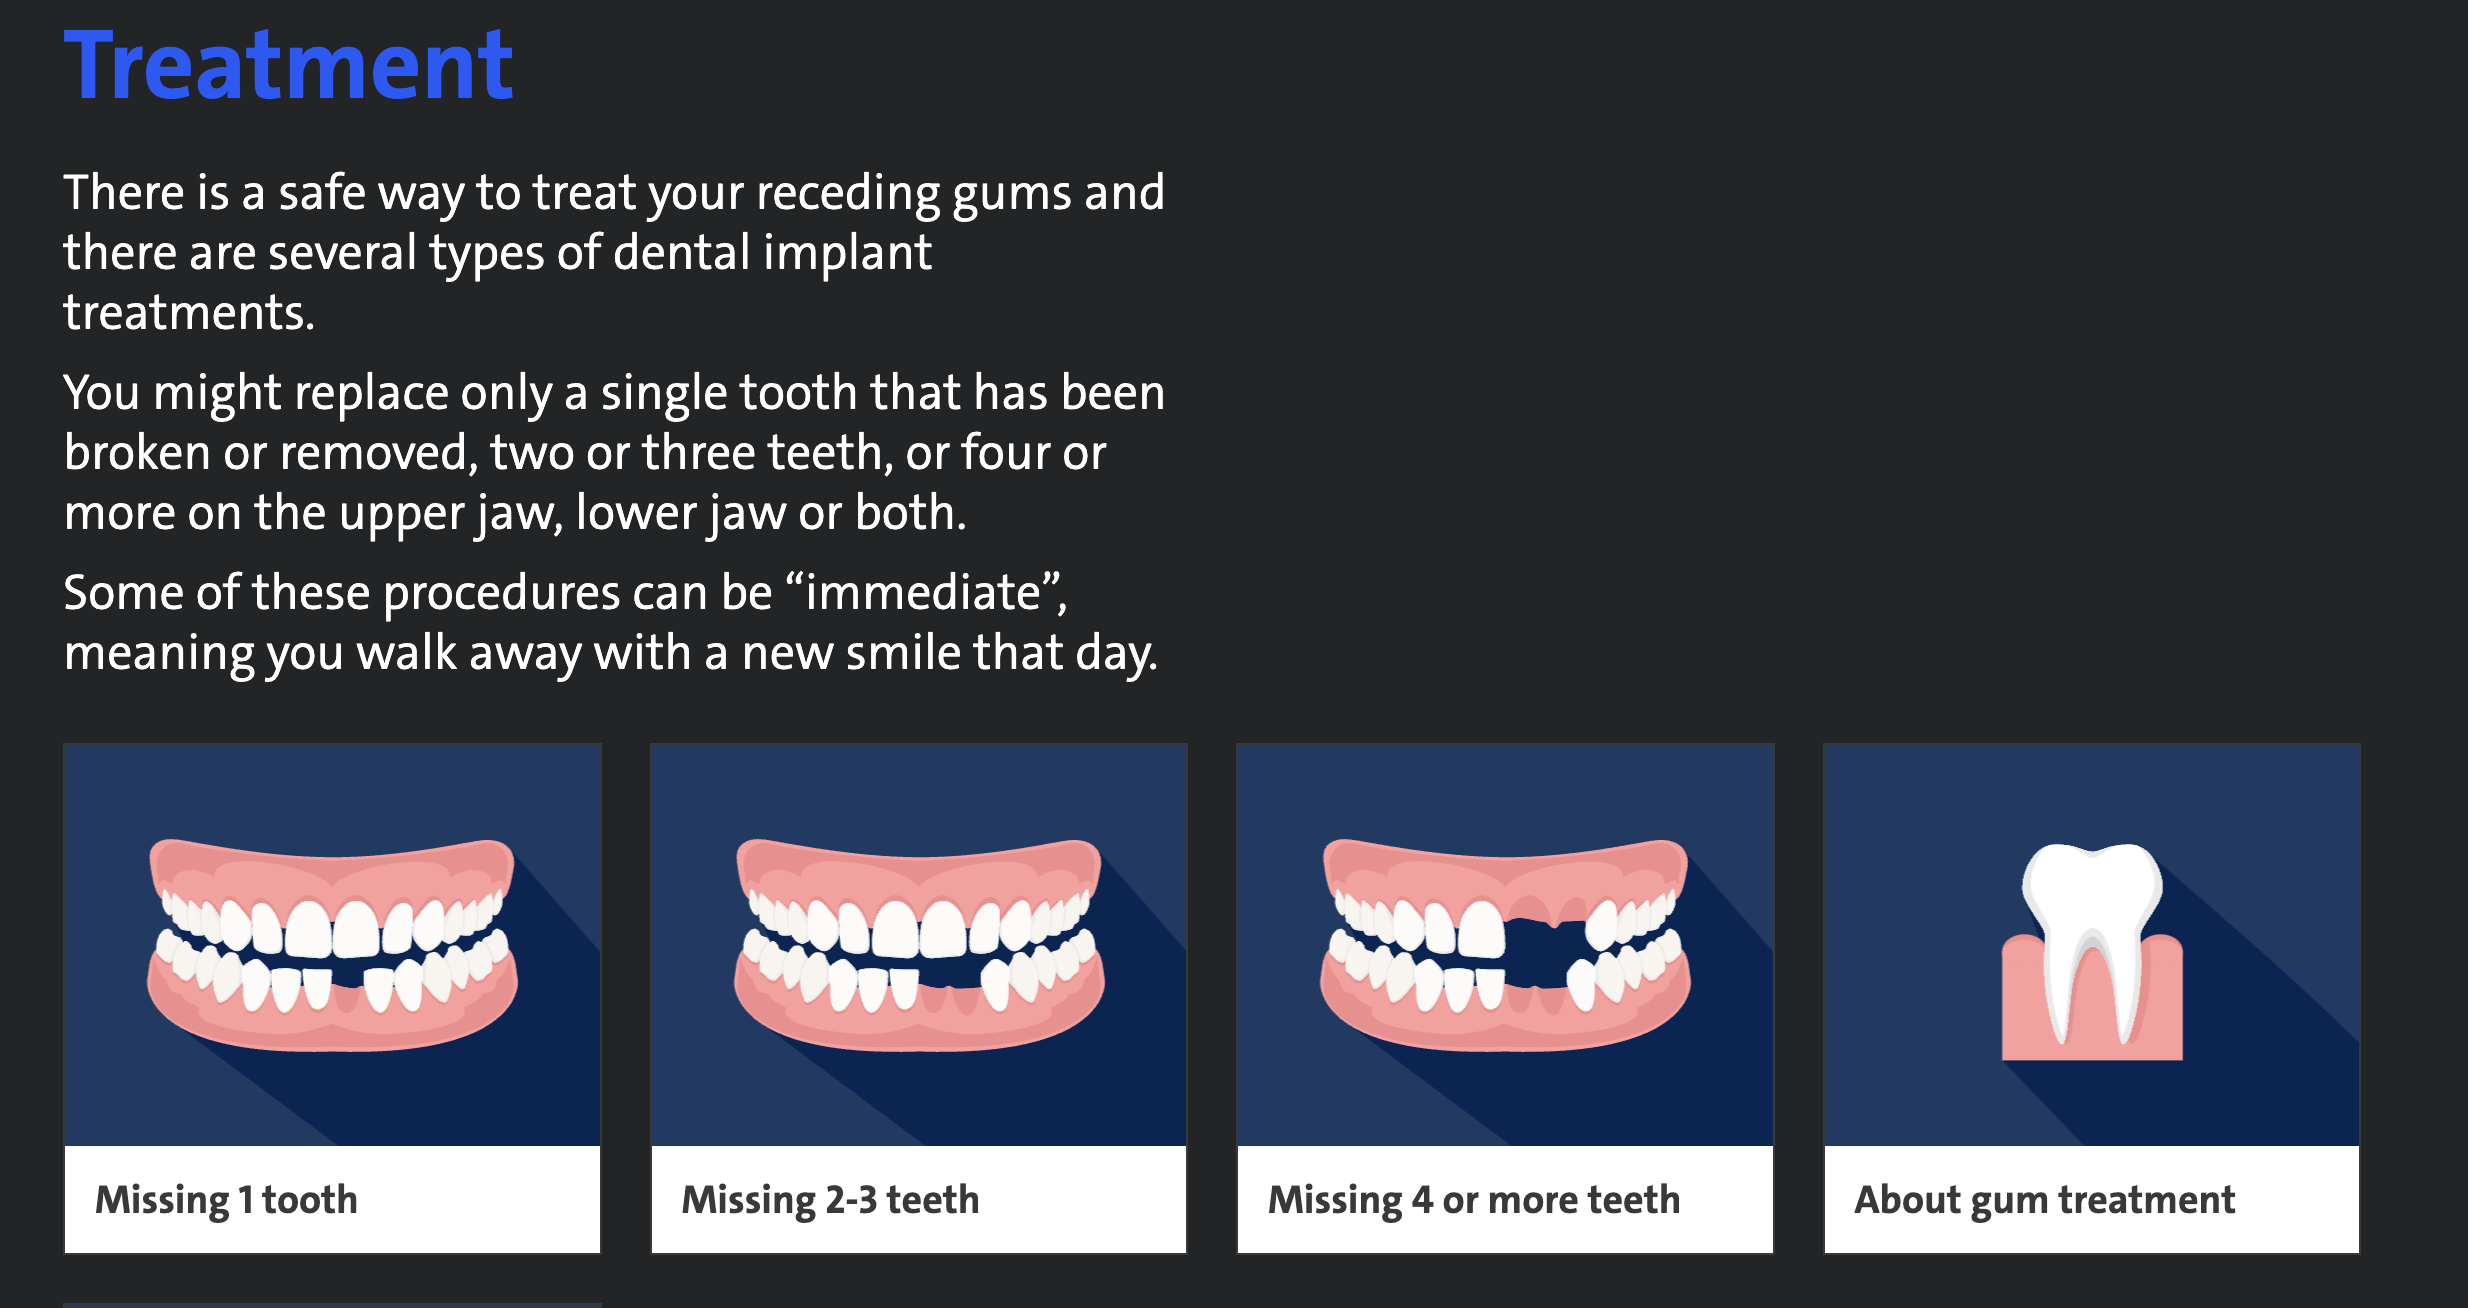 Treatment
There is a safe way to treat your receding gums and
there are several types of dental implant
treatments.
You might replace only a single tooth that has been
broken or removed, two or three teeth, or four or
more on the upper jaw, lower jaw or both.
Some of these procedures can be “immediate”,
meaning you walk away with a new smile that day.
Missing 1 tooth
Missing 2-3 teeth
Missing 4 or more teeth
About gum treatment